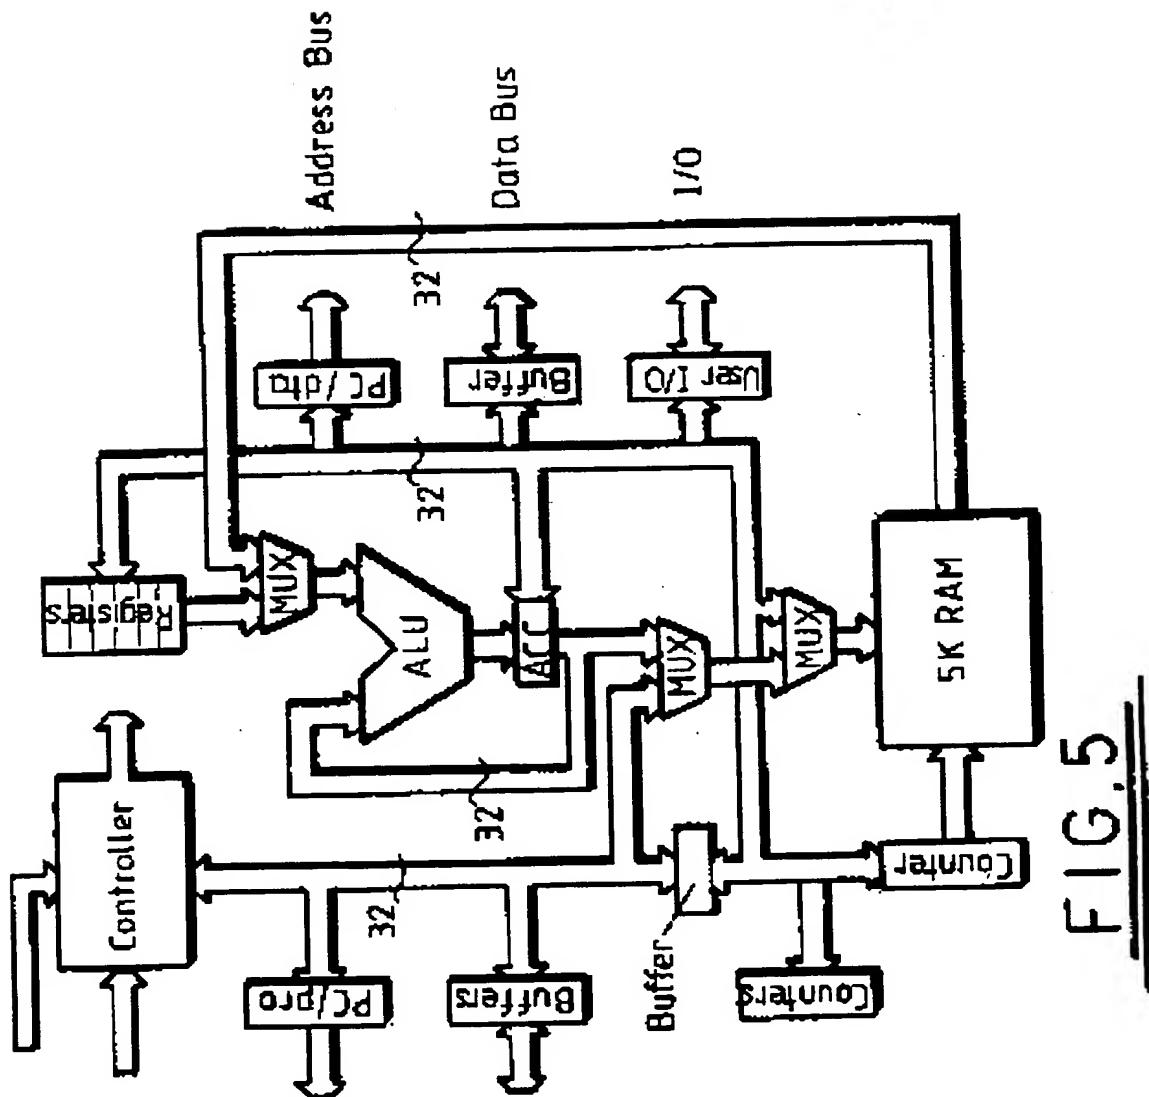 Address Bus
Data Bus
I/O
32
PC/dta
Buffer
User I/O
32
Registers
MUX
ALU
ACC
MUX
MUX
5K RAM
32
Controller
32
PC/pro
Buffers
Buffer
Counters
Counter
FIG.5